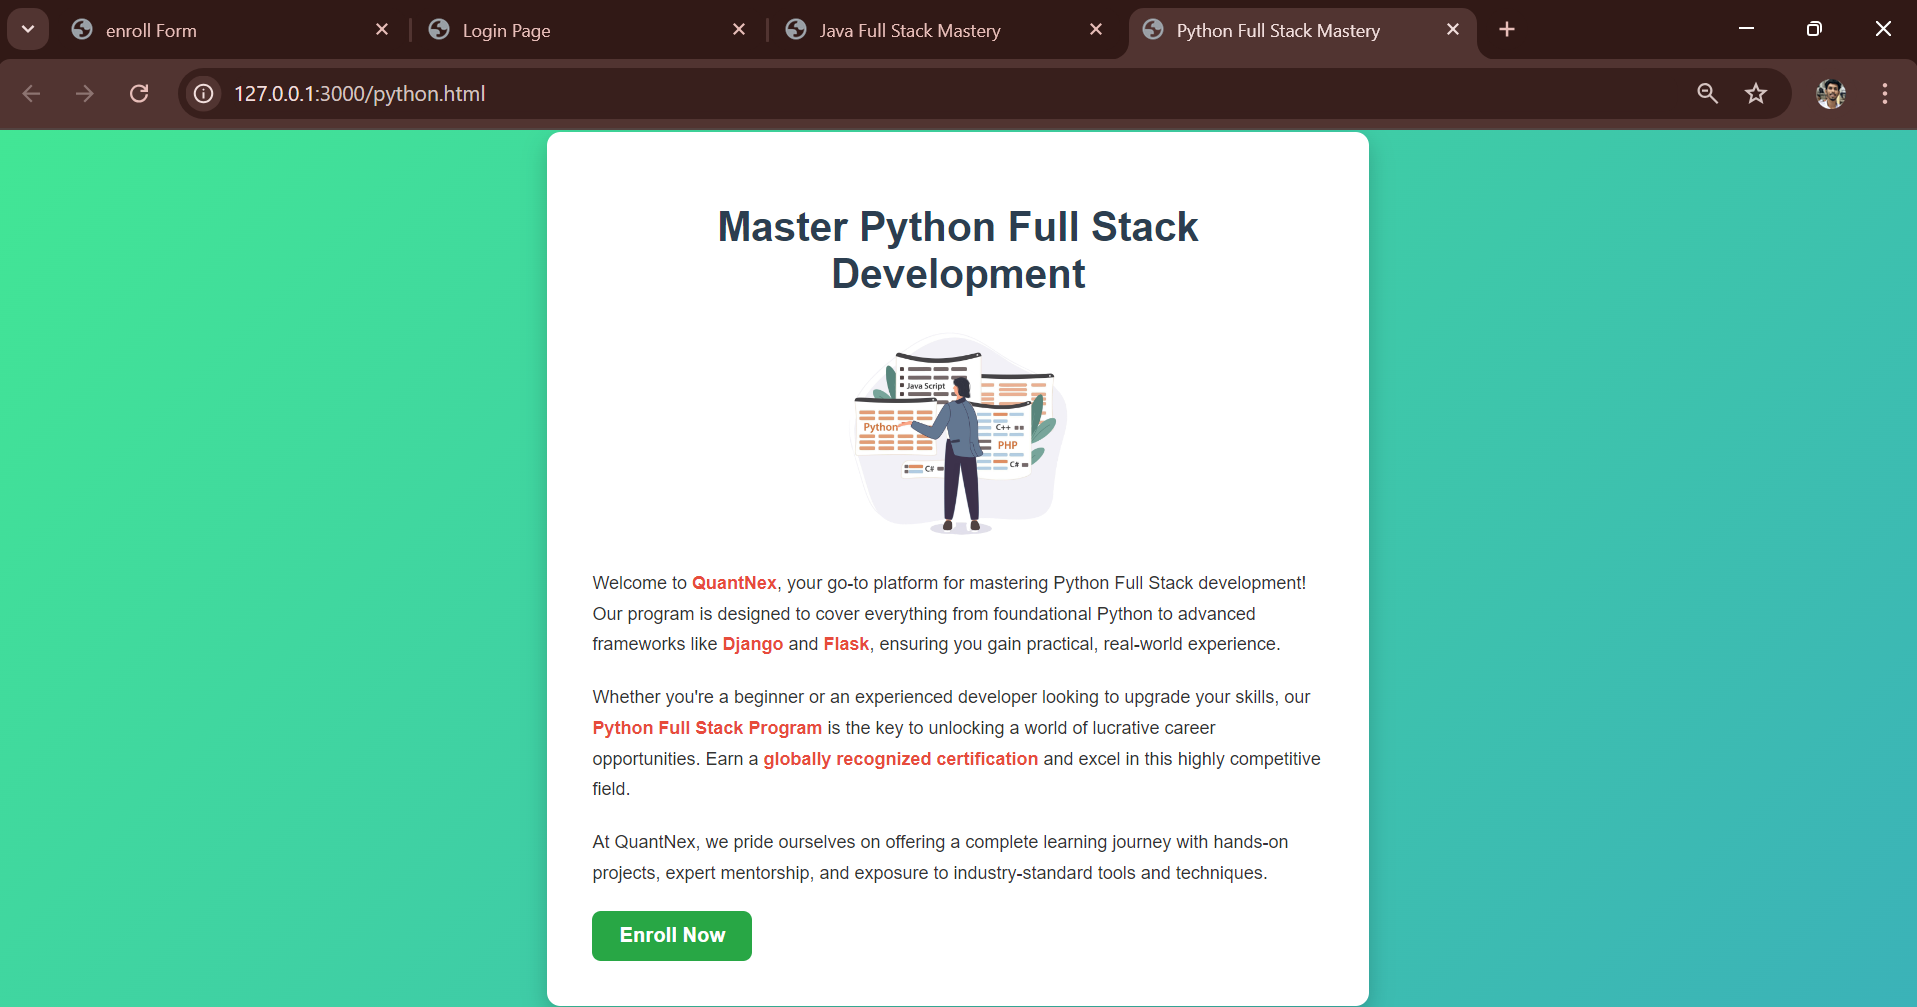 enroll Form
Login Page
Java Full Stack Mastery
Python Full Stack Mastery
127.0.0.1:3000/python.html
Master Python Full Stack
Development
Java Script
Python
C++
PHP
C#
C#
Welcome to QuantNex, your go-to platform for mastering Python Full Stack development!
Our program is designed to cover everything from foundational Python to advanced
frameworks like Django and Flask, ensuring you gain practical, real-world experience.
Whether you're a beginner or an experienced developer looking to upgrade your skills, our
Python Full Stack Program is the key to unlocking a world of lucrative career
opportunities. Earn a globally recognized certification and excel in this highly competitive
field.
At QuantNex, we pride ourselves on offering a complete learning journey with hands-on
projects, expert mentorship, and exposure to industry-standard tools and techniques.
Enroll Now